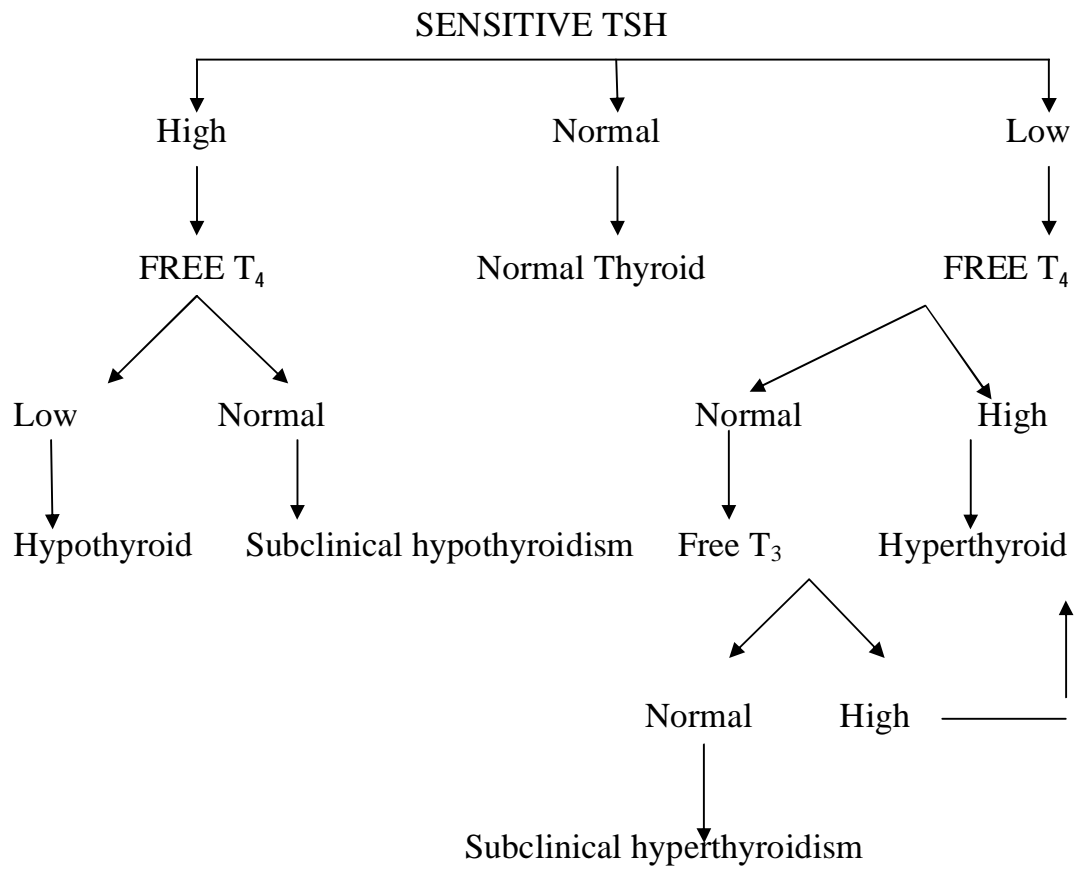 SENSITIVE TSH
High Normal Low
FREE T₄ Normal Thyroid FREE T₄
Low Normal Normal High
Hypothyroid Subclinical hypothyroidism Free T₃ Hyperthyroid
Normal High
Subclinical hyperthyroidism